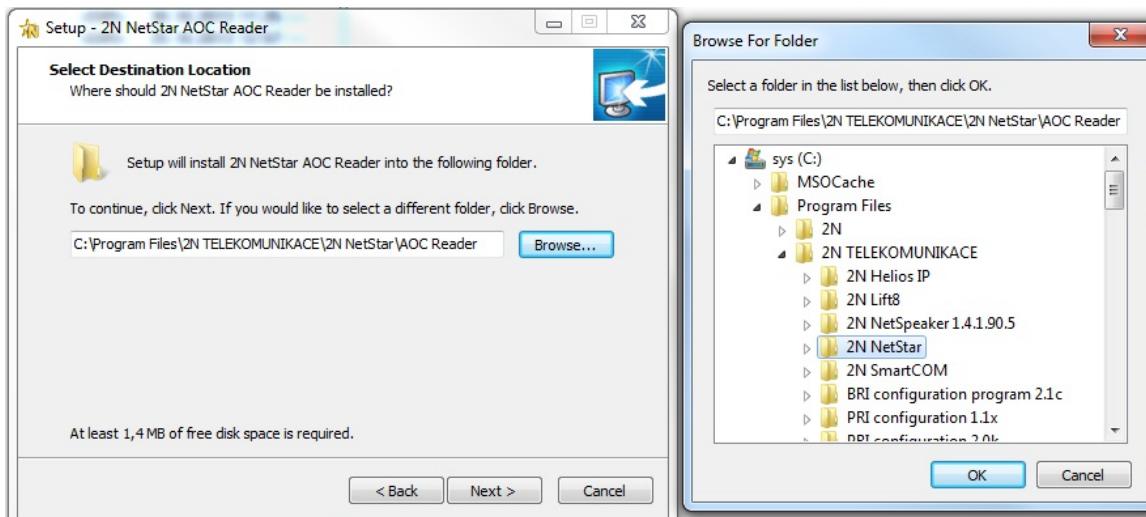 Setup - 2N NetStar AOC Reader
Select Destination Location
Where should 2N NetStar AOC Reader be installed?
Setup will install 2N NetStar AOC Reader into the following folder.
To continue, click Next. If you would like to select a different folder, click Browse.
C:\Program Files\2N TELEKOMUNIKACE\2N NetStar\AOC Reader
Browse...
At least 1,4 MB of free disk space is required.
< Back
Next >
Cancel
Browse For Folder
Select a folder in the list below, then click OK.
C:\Program Files\2N TELEKOMUNIKACE\2N NetStar\AOC Reader
sys (C:)
MSOCache
Program Files
2N
2N TELEKOMUNIKACE
2N Helios IP
2N Lift8
2N NetSpeaker 1.4.1.90.5
2N NetStar
2N SmartCOM
BRI configuration program 2.1c
PRI configuration 1.1x
PRI configuration 2.0k
OK
Cancel